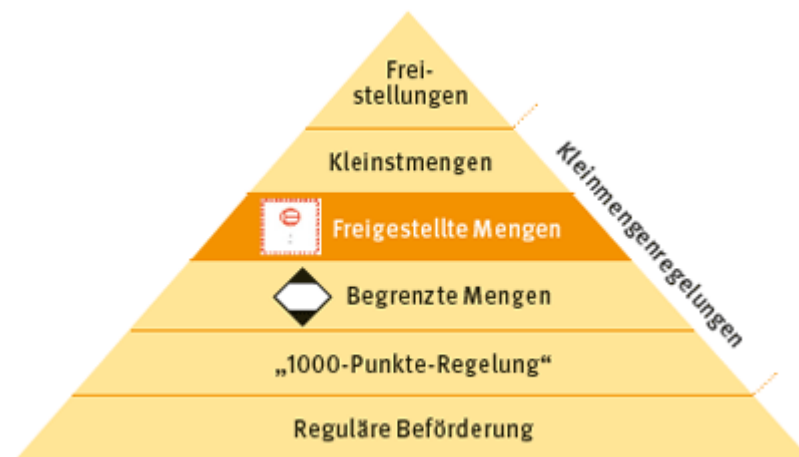 Frei-
stellungen
Kleinstmengen
Freigestellte Mengen
Begrenzte Mengen
„1000-Punkte-Regelung“
Reguläre Beförderung
Kleinmengenregelungen